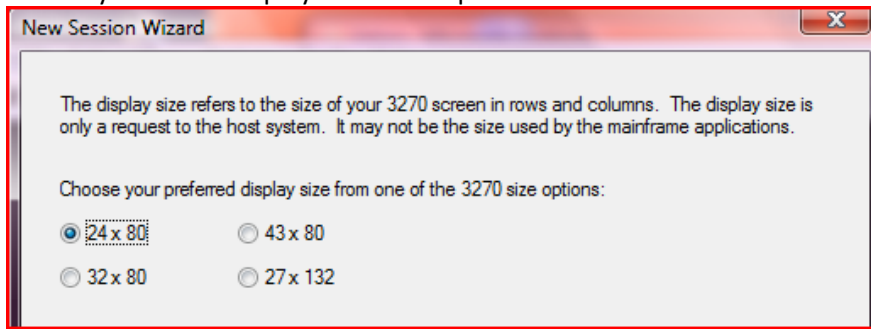 New Session Wizard
X
The display size refers to the size of your 3270 screen in rows and columns. The display size is
only a request to the host system. It may not be the size used by the mainframe applications.
Choose your preferred display size from one of the 3270 size options:
24 x 80 43 x 80
32 x 80 27 x 132